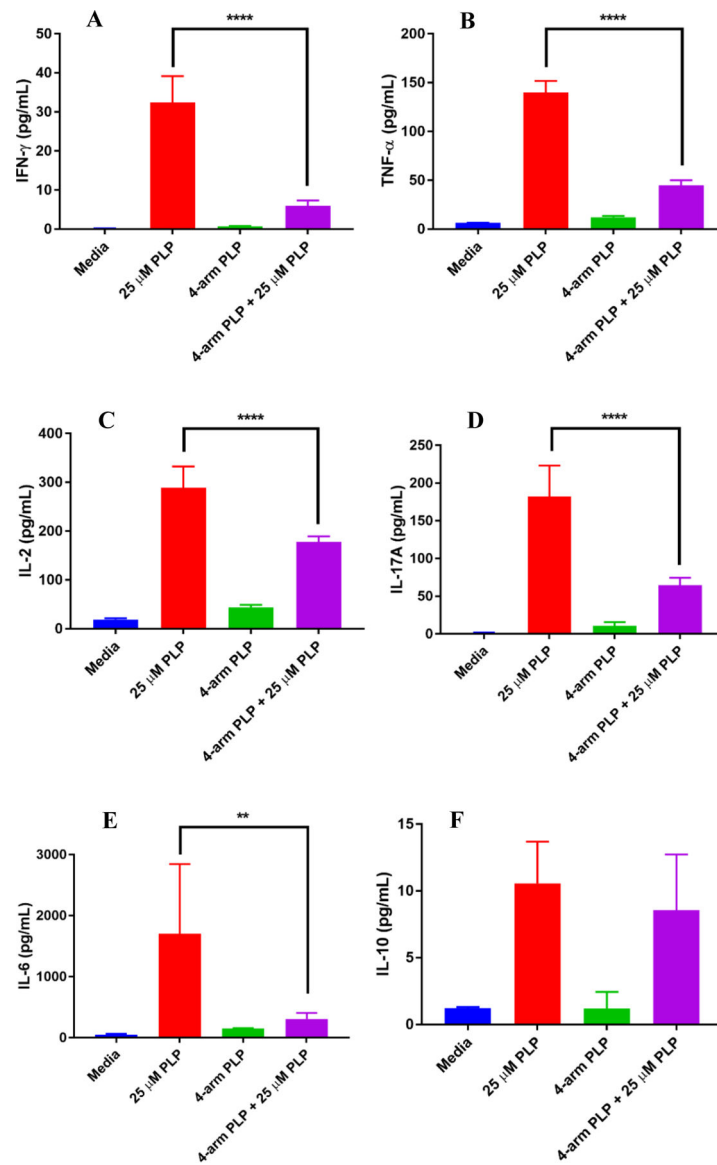 A
****
IFN-γ (pg/mL)
50
40
30
20
10
0
Media
25 μM PLP
4-arm PLP
4-arm PLP + 25 μM PLP
B
****
TNF-α (pg/mL)
200
150
100
50
0
Media
25 μM PLP
4-arm PLP
4-arm PLP + 25 μM PLP
C
****
IL-2 (pg/mL)
400
300
200
100
0
Media
25 μM PLP
4-arm PLP
4-arm PLP + 25 μM PLP
D
****
IL-17A (pg/mL)
250
200
150
100
50
0
Media
25 μM PLP
4-arm PLP
4-arm PLP + 25 μM PLP
E
**
IL-6 (pg/mL)
3000
2000
1000
0
Media
25 μM PLP
4-arm PLP
4-arm PLP + 25 μM PLP
F
IL-10 (pg/mL)
15
10
5
0
Media
25 μM PLP
4-arm PLP
4-arm PLP + 25 μM PLP